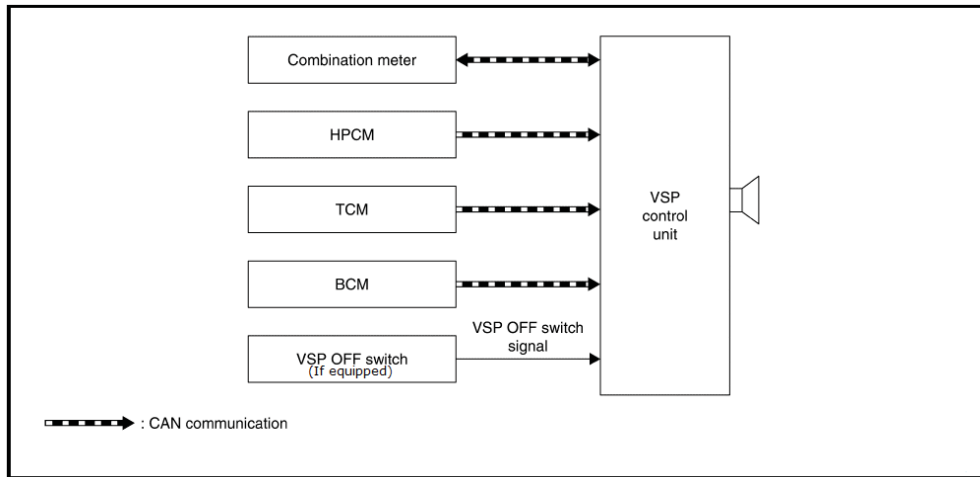 Combination meter
HPCM
TCM
BCM
VSP OFF switch
(If equipped)
VSP OFF switch
signal
VSP
control
unit
: CAN communication